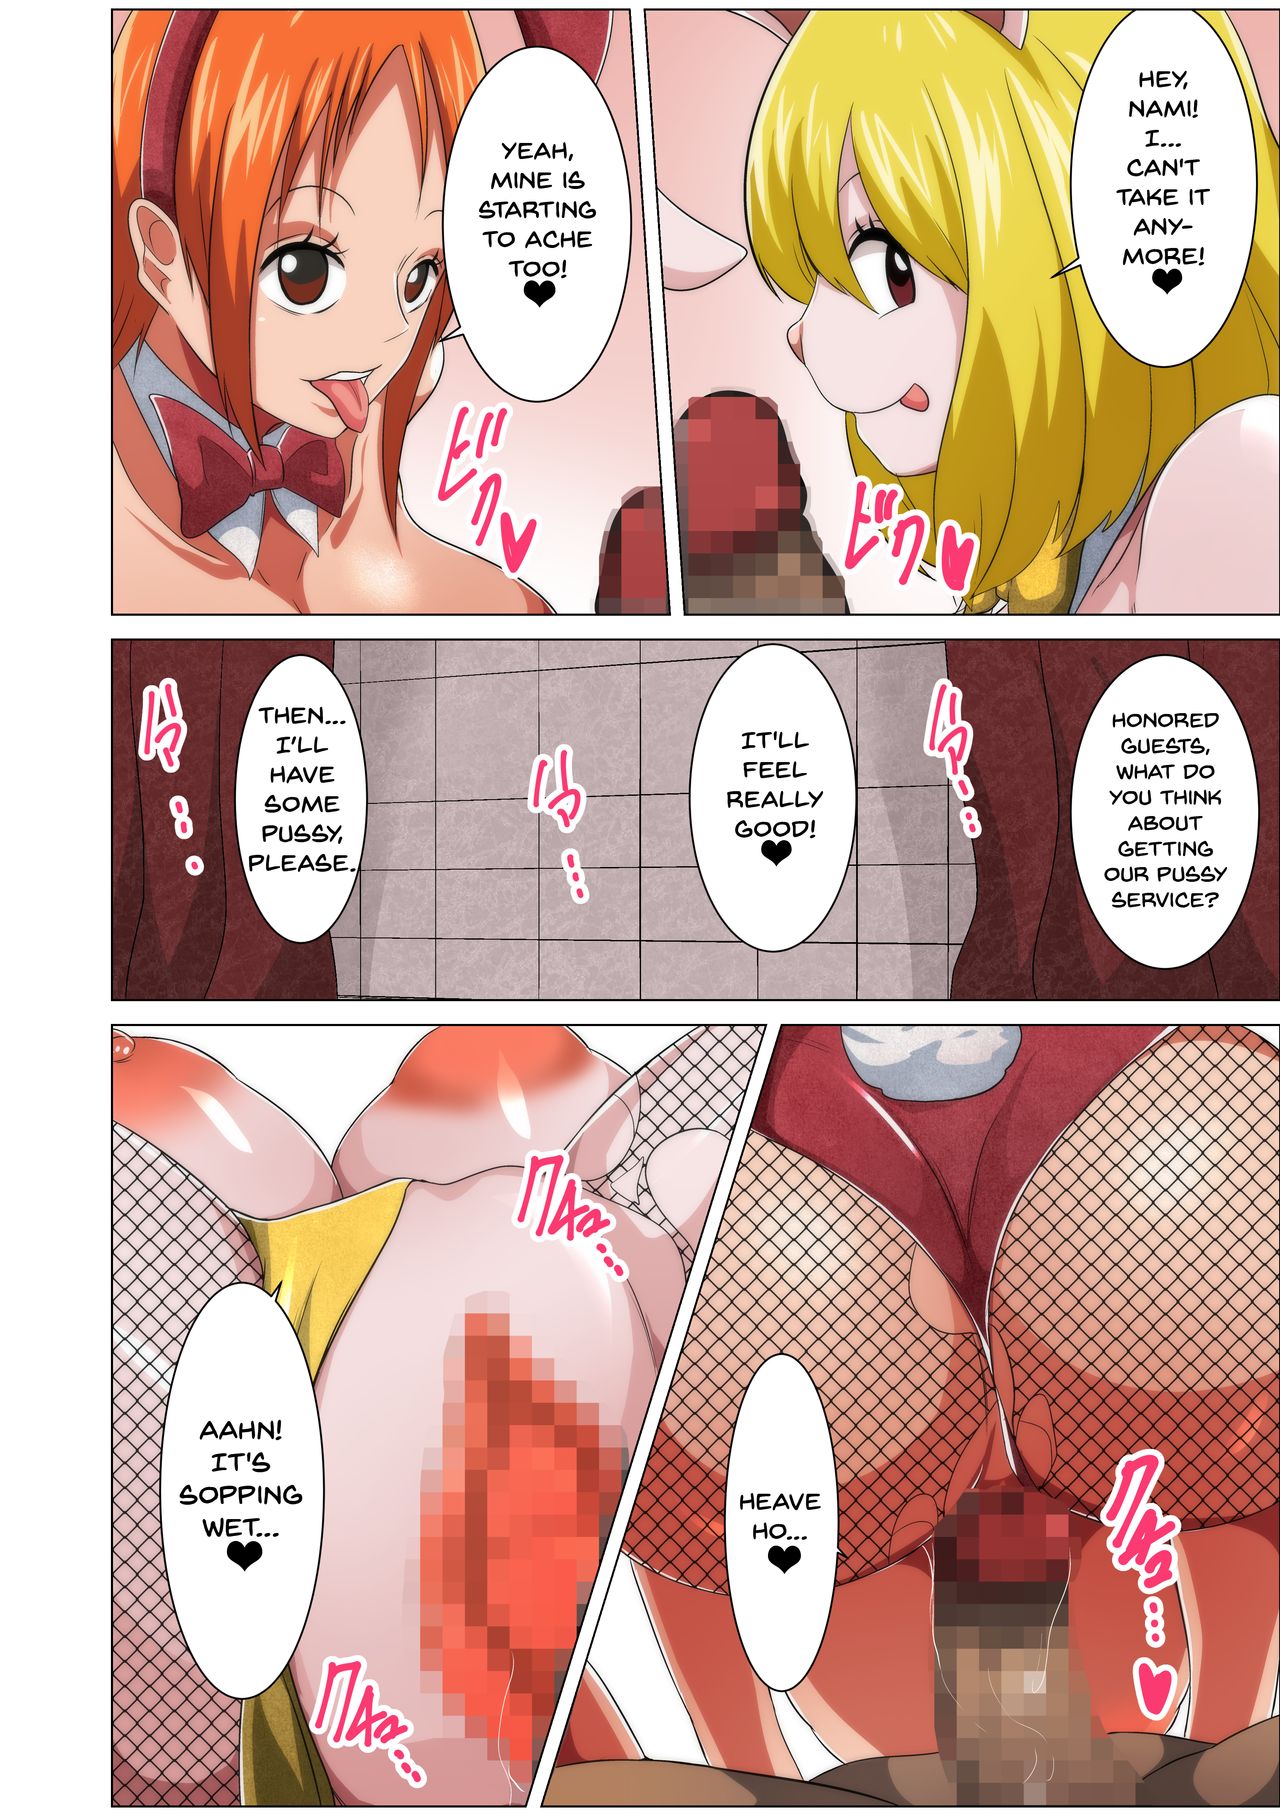 HEY,
NAMI!
I...
CAN'T
TAKE IT
ANY-
MORE!
❤
YEAH,
MINE IS
STARTING
TO ACHE
TOO!
❤
ビク♥
ビク♥
HONORED
GUESTS,
WHAT DO
YOU THINK
ABOUT
GETTING
OUR PUSSY
SERVICE?
IT'LL
FEEL
REALLY
GOOD!
❤
THEN...
I'LL
HAVE
SOME
PUSSY,
PLEASE.
HEAVE
HO...
❤
AAHN!
IT'S
SOPPING
WET...
❤